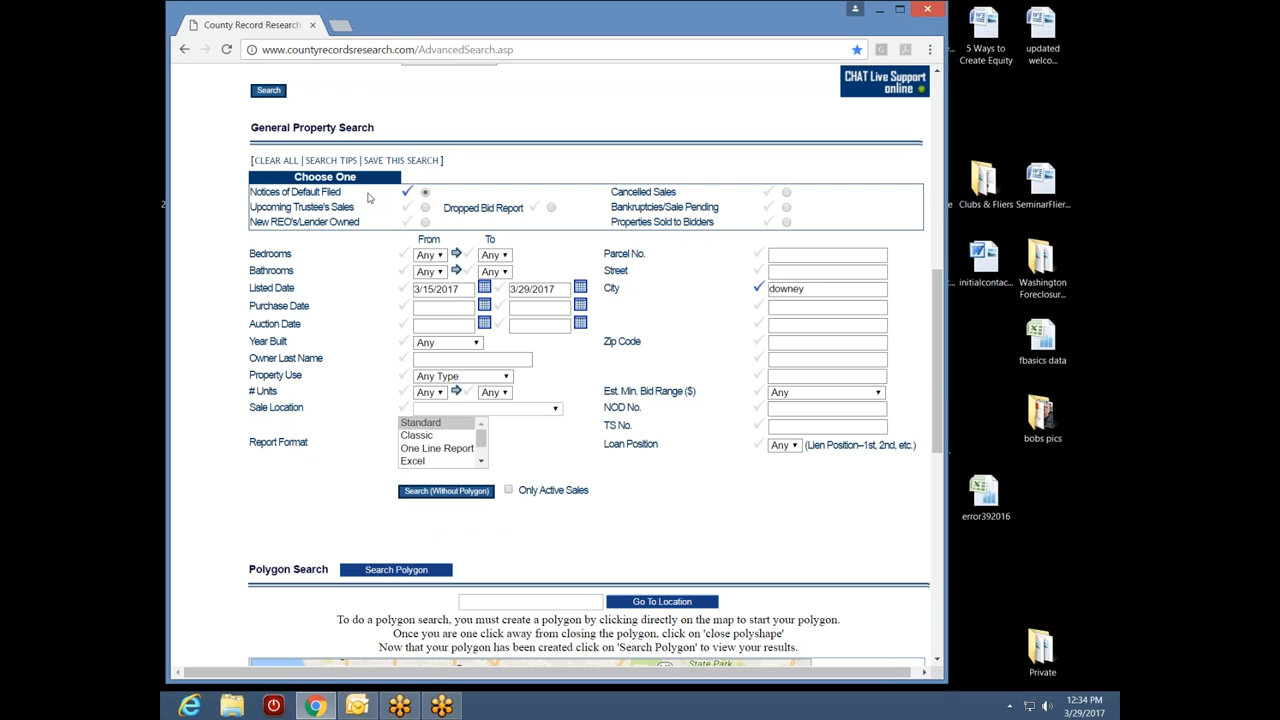 County Record Research
www.countyrecordsresearch.com/AdvancedSearch.asp
Search
CHAT Live Support
online
General Property Search
[CLEAR ALL | SEARCH TIPS | SAVE THIS SEARCH ]
Choose One
Notices of Default Filed
Cancelled Sales
Upcoming Trustee's Sales
Dropped Bid Report
Bankruptcies/Sale Pending
New REO's/Lender Owned
Properties Sold to Bidders
From To
Bedrooms Any Any Parcel No.
Bathrooms Any Any Street
Listed Date 3/15/2017 3/29/2017 City downey
Purchase Date
Auction Date
Year Built Any Zip Code
Owner Last Name
Property Use Any Type
# Units Any Any Est. Min. Bid Range ($) Any
Sale Location NOD No.
Standard
Classic
One Line Report
Excel
Report Format
TS No.
Loan Position Any (Lien Position--1st, 2nd, etc.)
Search (Without Polygon) Only Active Sales
Polygon Search Search Polygon
Go To Location
To do a polygon search, you must create a polygon by clicking directly on the map to start your polygon.
Once you are one click away from closing the polygon, click on 'close polyshape'
Now that your polygon has been created click on 'Search Polygon' to view your results.
State Park
5 Ways to
Create Equity
updated
welco...
Clubs & Fliers
SeminarFlier...
initialcontac...
Washington
Foreclosur...
fbasics data
bobs pics
error392016
Private
12:34 PM
3/29/2017